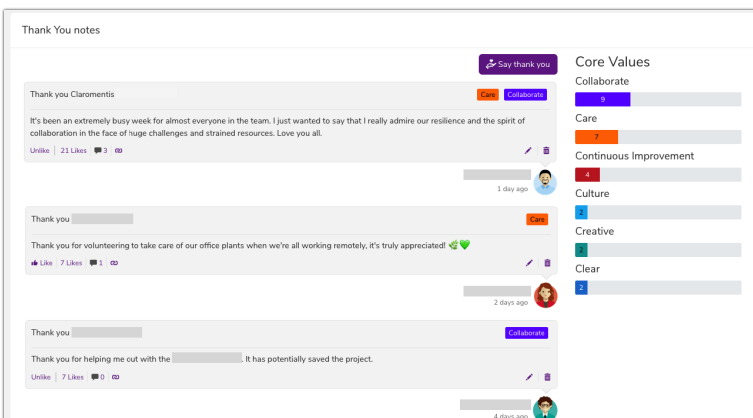 Thank You notes
Say thank you
Thank you Claromentis
Care Collaborate
It's been an extremely busy week for almost everyone in the team. I just wanted to say that I really admire our resilience and the spirit of
collaboration in the face of huge challenges and strained resources. Love you all.
Unlike 21 Likes 3
1 day ago
Thank you
Care
Thank you for volunteering to take care of our office plants when we're all working remotely, it's truly appreciated! 🌿💚
Like 7 Likes 1
2 days ago
Thank you
Collaborate
Thank you for helping me out with the . It has potentially saved the project.
Unlike 7 Likes 0
4 days ago
Core Values
Collaborate
9
Care
7
Continuous Improvement
4
Culture
2
Creative
2
Clear
2